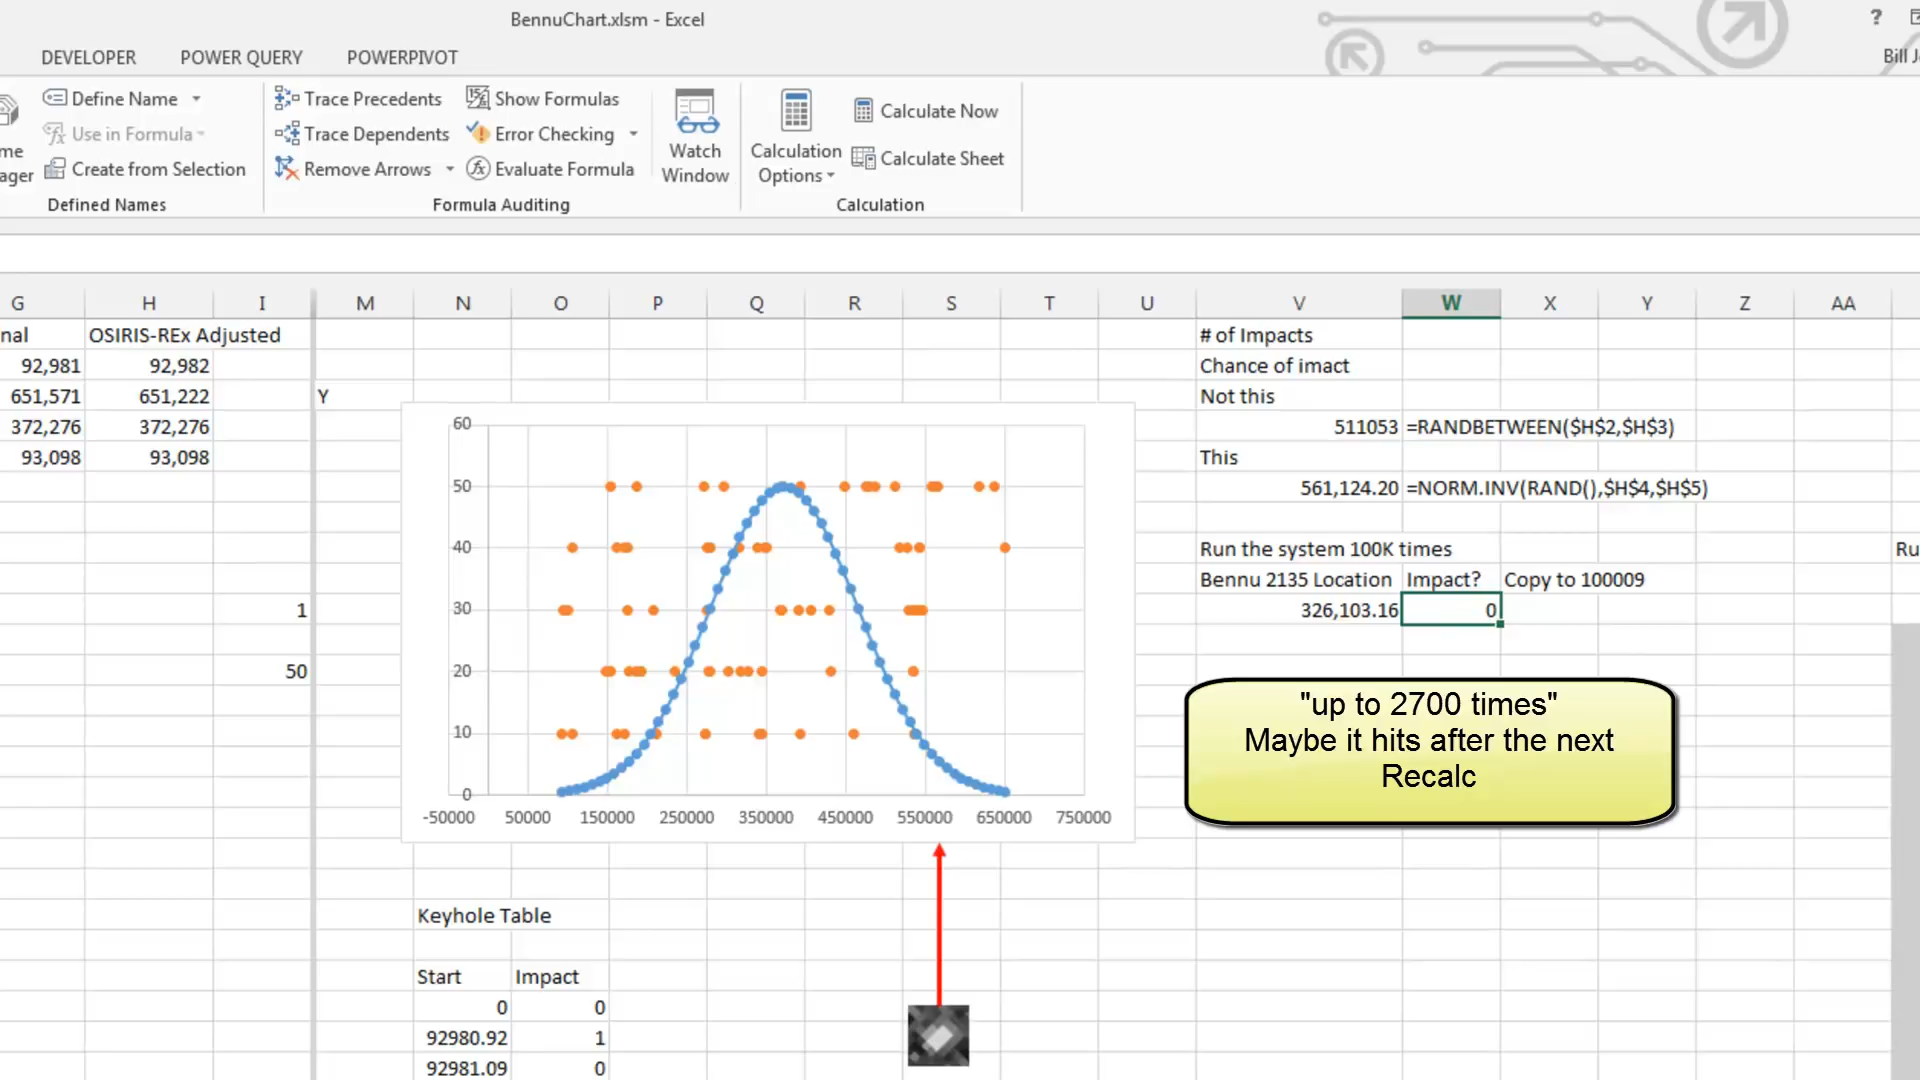 BennuChart.xlsm - Excel
?
DEVELOPER POWER QUERY POWERPIVOT
Bill J
Define Name
Use in Formula
Create from Selection
me
ager
Defined Names
Trace Precedents
Trace Dependents
Remove Arrows
Show Formulas
Error Checking
Evaluate Formula
Formula Auditing
Watch
Window
Calculation
Options
Calculate Now
Calculate Sheet
Calculation
G H I M N O P Q R S T U V W X Y Z AA
nal OSIRIS-REx Adjusted # of Impacts
92,981 92,982 Chance of imact
651,571 651,222 Y Not this
372,276 372,276 511053 =RANDBETWEEN($H$2,$H$3)
93,098 93,098 This
561,124.20 =NORM.INV(RAND(),$H$4,$H$5)
Run the system 100K times Ru
Bennu 2135 Location Impact? Copy to 100009
1 326,103.16 0
50
60
50
40
30
20
10
0
-50000 50000 150000 250000 350000 450000 550000 650000 750000
"up to 2700 times"
Maybe it hits after the next
Recalc
Keyhole Table
Start Impact
0 0
92980.92 1
92981.09 0